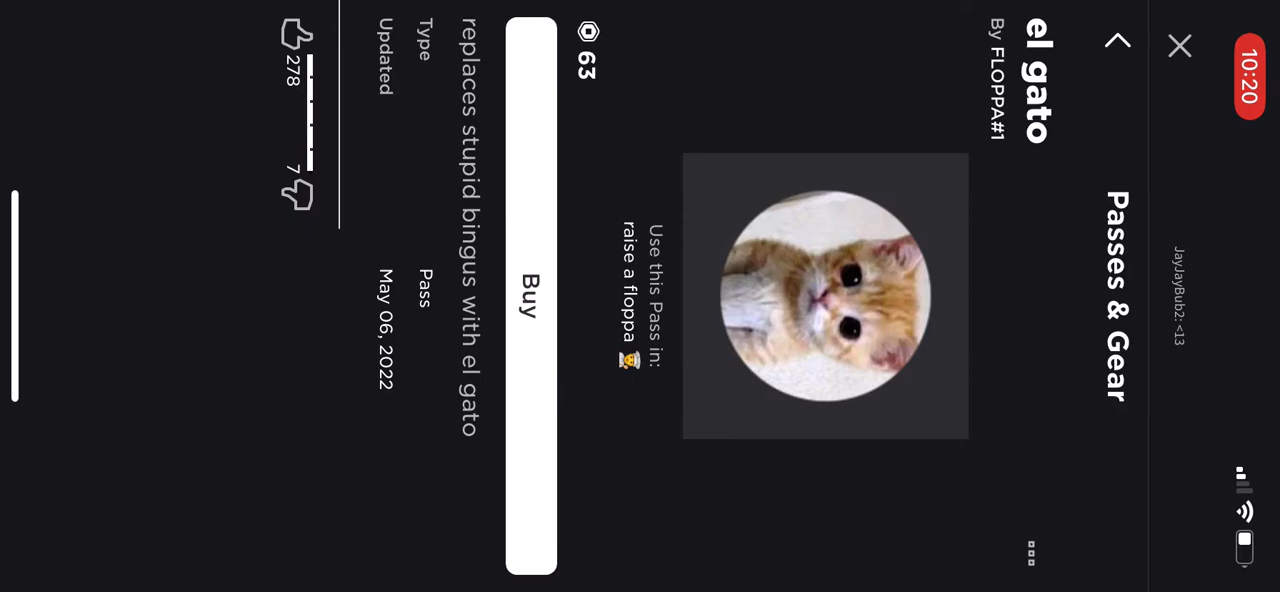 10:20
JayJayBub2: <13
Passes & Gear
el gato
By FLOPPA#1
Use this Pass in:
raise a floppa 🧑‍🍳
63
Buy
replaces stupid bingus with el gato
Type Pass
Updated May 06, 2022
278 7